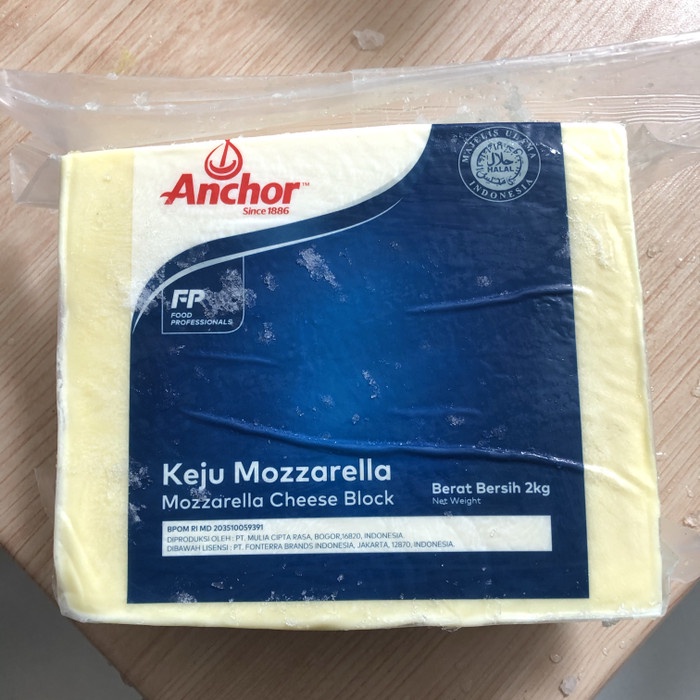 Anchor™
Since 1886
MAJELIS ULAMA
حلال
HALAL
INDONESIA
FP
FOOD
PROFESSIONALS
Keju Mozzarella
Mozzarella Cheese Block
Berat Bersih 2kg
Net Weight
BPOM RI MD 203510059391
DIPRODUKSI OLEH : PT. MULIA CIPTA RASA, BOGOR,16820, INDONESIA.
DIBAWAH LISENSI : PT. FONTERRA BRANDS INDONESIA, JAKARTA, 12870, INDONESIA.